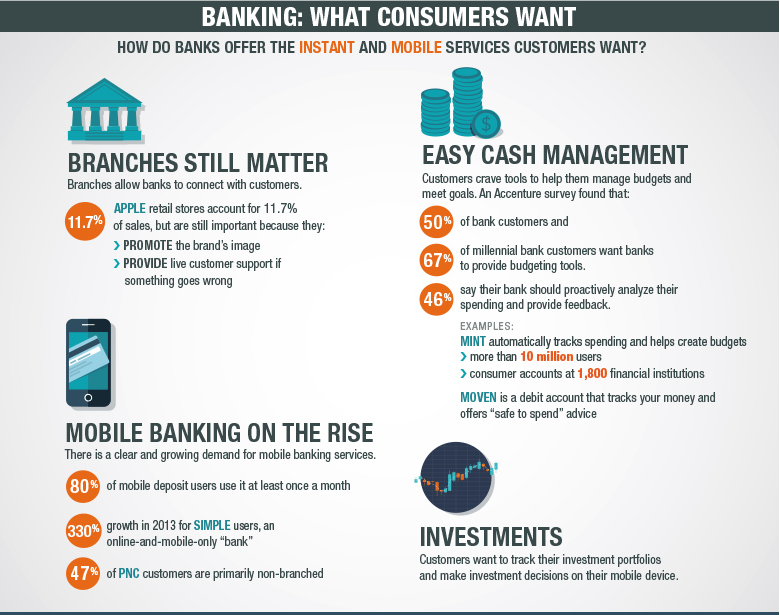 BANKING: WHAT CONSUMERS WANT
HOW DO BANKS OFFER THE INSTANT AND MOBILE SERVICES CUSTOMERS WANT?
BRANCHES STILL MATTER
Branches allow banks to connect with customers.
11.7%
APPLE retail stores account for 11.7%
of sales, but are still important because they:
› PROMOTE the brand's image
› PROVIDE live customer support if
something goes wrong
MOBILE BANKING ON THE RISE
There is a clear and growing demand for mobile banking services.
80% of mobile deposit users use it at least once a month
330% growth in 2013 for SIMPLE users, an
online-and-mobile-only “bank”
47% of PNC customers are primarily non-branched
$
EASY CASH MANAGEMENT
Customers crave tools to help them manage budgets and
meet goals. An Accenture survey found that:
50% of bank customers and
67% of millennial bank customers want banks
to provide budgeting tools.
46% say their bank should proactively analyze their
spending and provide feedback.
EXAMPLES:
MINT automatically tracks spending and helps create budgets
› more than 10 million users
› consumer accounts at 1,800 financial institutions
MOVEN is a debit account that tracks your money and
offers “safe to spend” advice
INVESTMENTS
Customers want to track their investment portfolios
and make investment decisions on their mobile device.